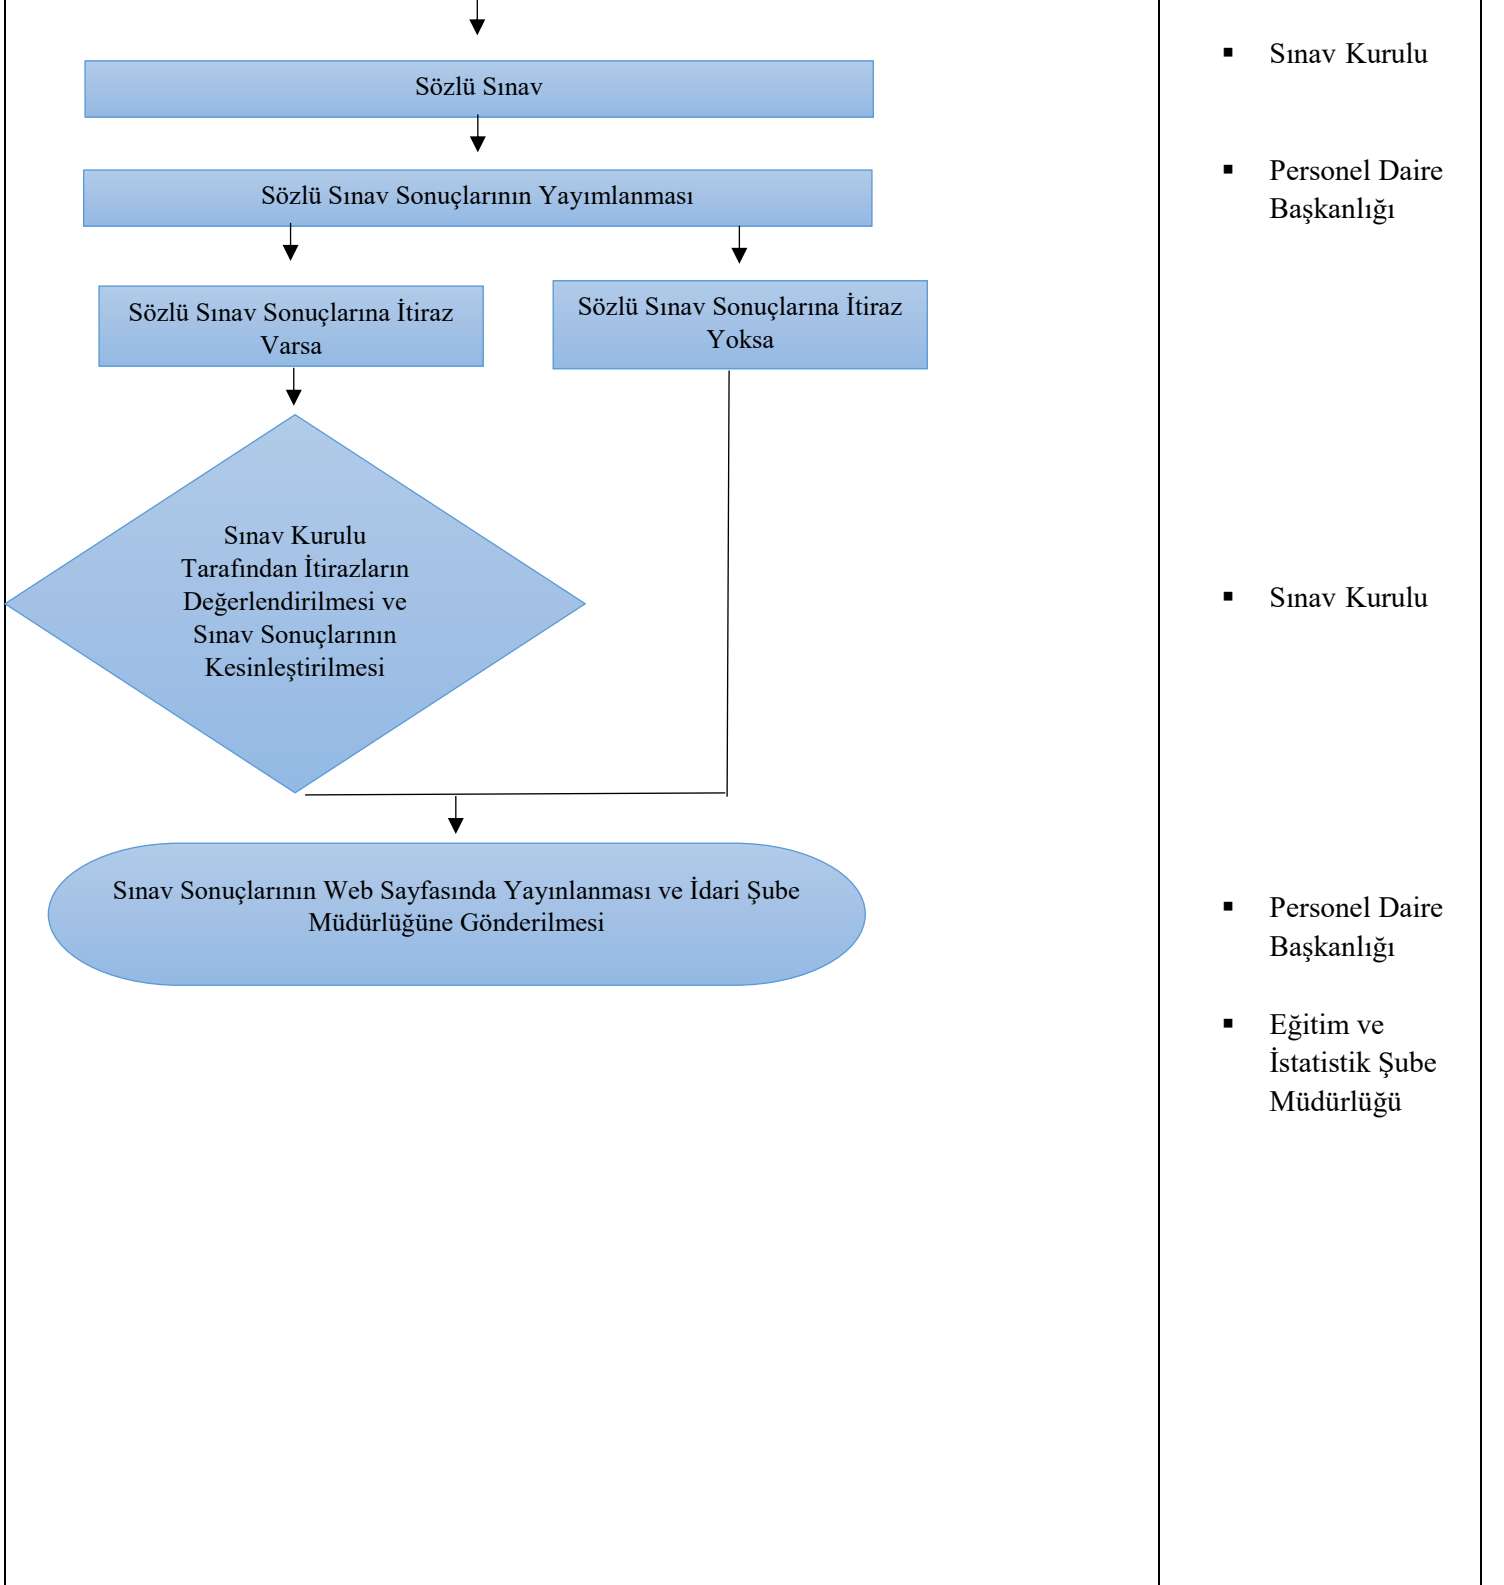 Sözlü Sınav
Sözlü Sınav Sonuçlarının Yayımlanması
Sözlü Sınav Sonuçlarına İtiraz
Varsa
Sözlü Sınav Sonuçlarına İtiraz
Yoksa
Sınav Kurulu
Tarafından İtirazların
Değerlendirilmesi ve
Sınav Sonuçlarının
Kesinleştirilmesi
Sınav Sonuçlarının Web Sayfasında Yayınlanması ve İdari Şube
Müdürlüğüne Gönderilmesi
▪ Sınav Kurulu
▪ Personel Daire
Başkanlığı
▪ Sınav Kurulu
▪ Personel Daire
Başkanlığı
▪ Eğitim ve
İstatistik Şube
Müdürlüğü